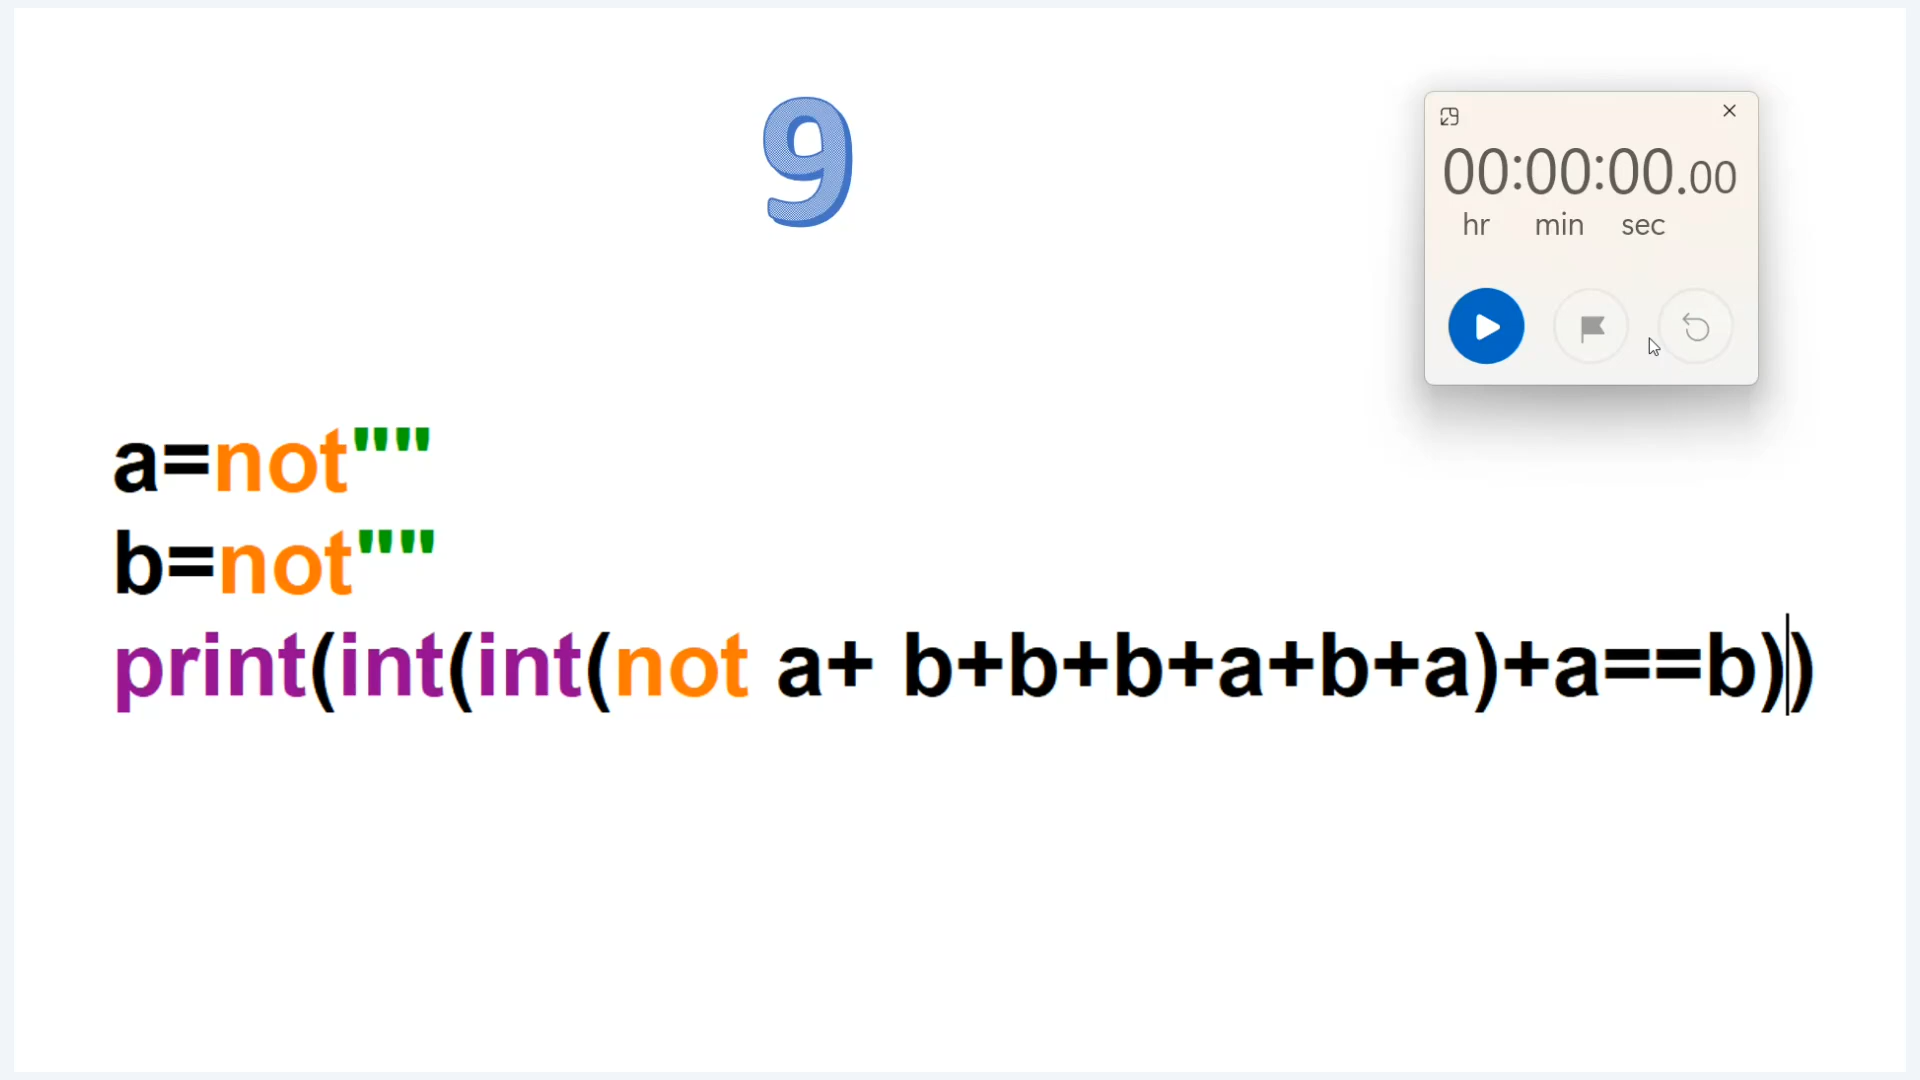 9
00:00:00.00
hr min sec
a=not""
b=not""
print(int(int(not a+ b+b+b+a+b+a)+a==b))